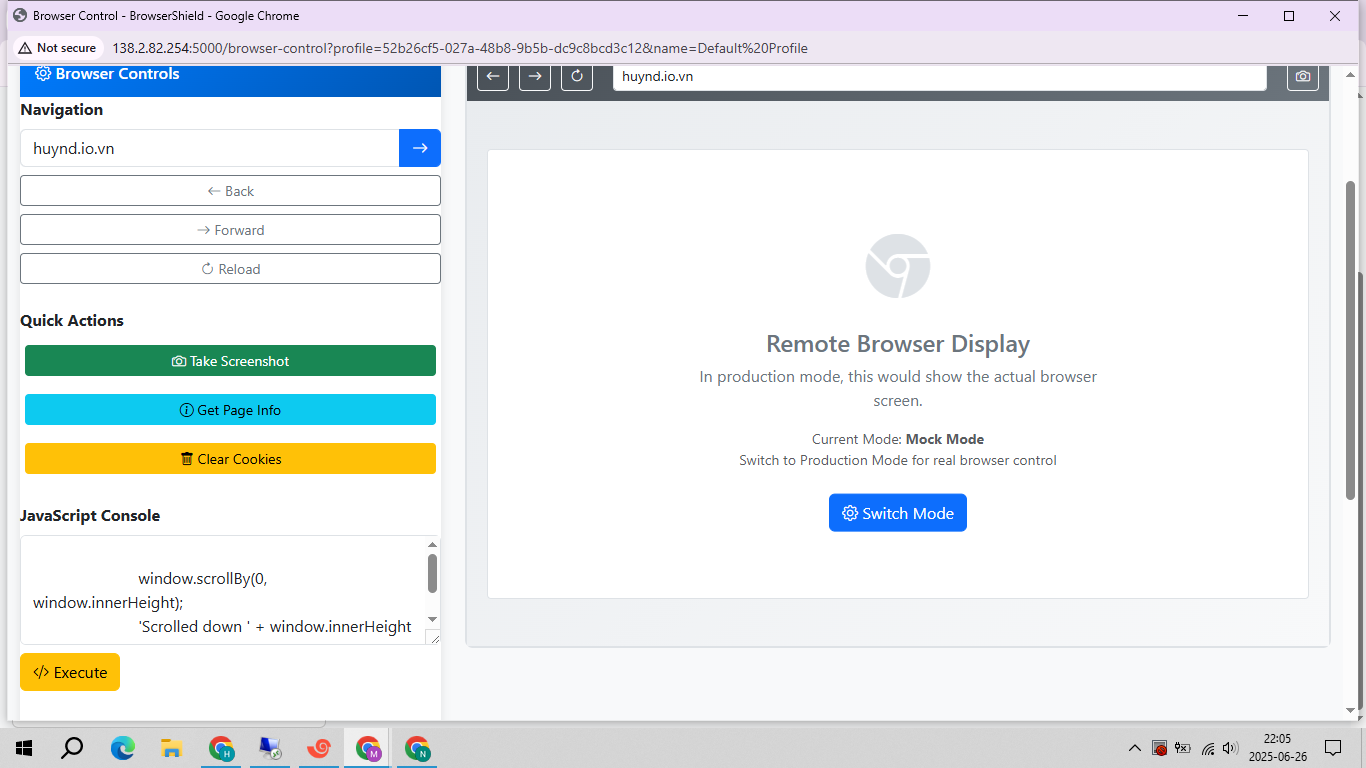 Browser Control - BrowserShield - Google Chrome
Not secure 138.2.82.254:5000/browser-control?profile=52b26cf5-027a-48b8-9b5b-dc9c8bcd3c12&name=Default%20Profile
Browser Controls
Navigation
huynd.io.vn
Back
Forward
Reload
Quick Actions
Take Screenshot
Get Page Info
Clear Cookies
JavaScript Console
window.scrollBy(0,
window.innerHeight);
'Scrolled down ' + window.innerHeight
</> Execute
huynd.io.vn
Remote Browser Display
In production mode, this would show the actual browser
screen.
Current Mode: Mock Mode
Switch to Production Mode for real browser control
Switch Mode
H
M
N
22:05
2025-06-26